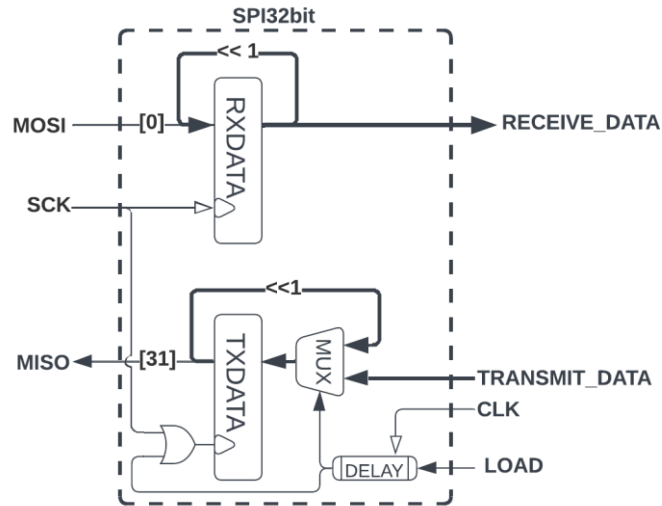 SPI32bit
<< 1
MOSI
[0]
RXDATA
RECEIVE_DATA
SCK
<<1
MISO
[31]
TXDATA
MUX
TRANSMIT_DATA
CLK
DELAY
LOAD